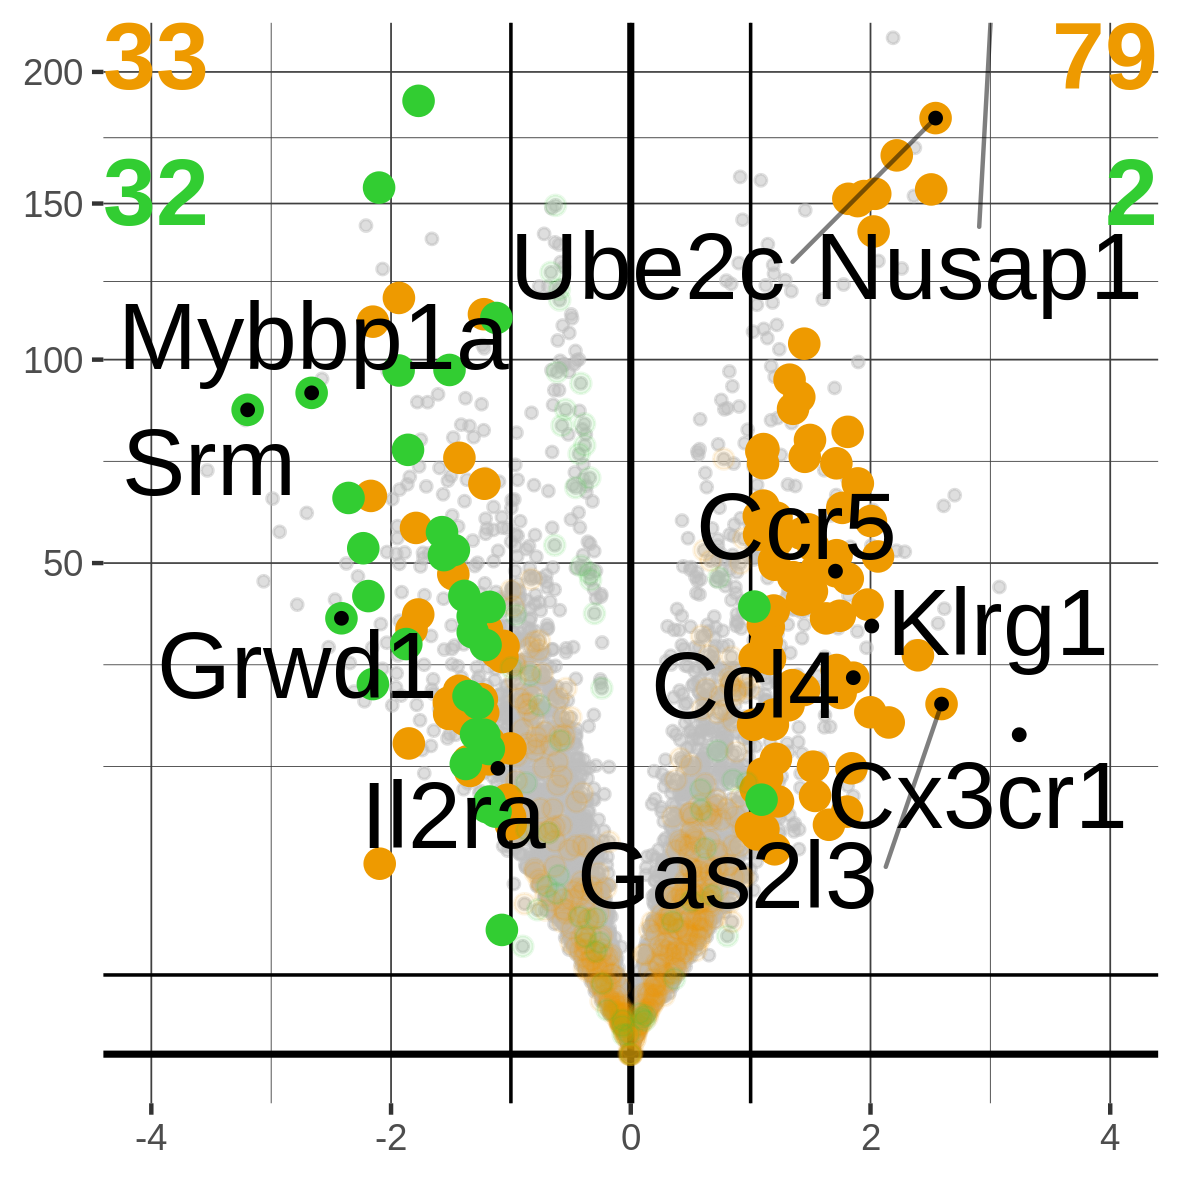 33
79
200
32
2
150
Ube2c
Nusap1
Mybbp1a
100
Srm
Ccr5
50
Klrg1
Grwd1
Ccl4
Il2ra
Cx3cr1
Gas2l3
-4
-2
0
2
4